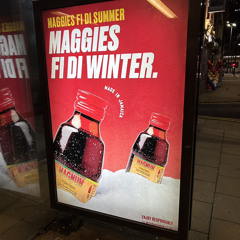 MAGGIES FI DI SUMMER
MAGGIES
FI DI WINTER.
MADE IN JAMAICA
MAGNUM
MAGNUM
ENJOY RESPONSIBLY